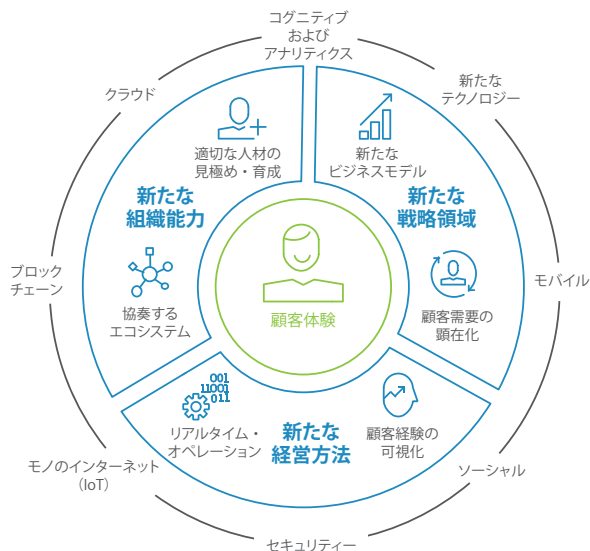 コグニティブ
および
アナリティクス
新たな
テクノロジー
クラウド
適切な人材の
見極め・育成
新たな
ビジネスモデル
新たな
組織能力
新たな
戦略領域
ブロック
チェーン
モバイル
協奏する
エコシステム
顧客体験
顧客需要の
顕在化
001
11001
011
リアルタイム・
オペレーション
新たな
経営方法
顧客経験の
可視化
モノのインターネット
（IoT）
ソーシャル
セキュリティー